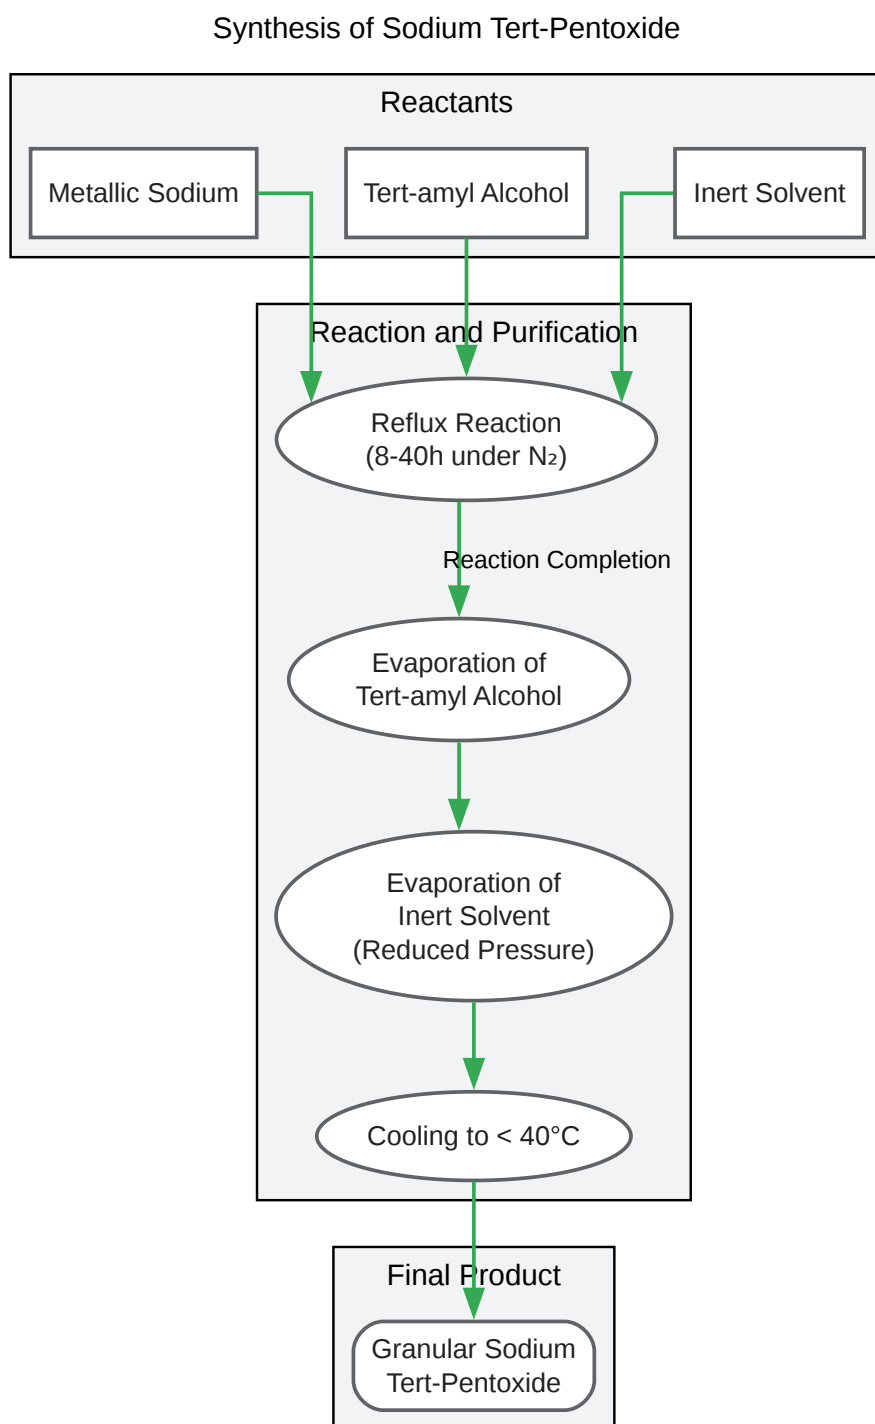 Synthesis of Sodium Tert-Pentoxide
Reactants
Metallic Sodium
Tert-amyl Alcohol
Inert Solvent
Reaction and Purification
Reflux Reaction
(8-40h under N₂)
Reaction Completion
Evaporation of
Tert-amyl Alcohol
Evaporation of
Inert Solvent
(Reduced Pressure)
Cooling to < 40°C
Final Product
Granular Sodium
Tert-Pentoxide